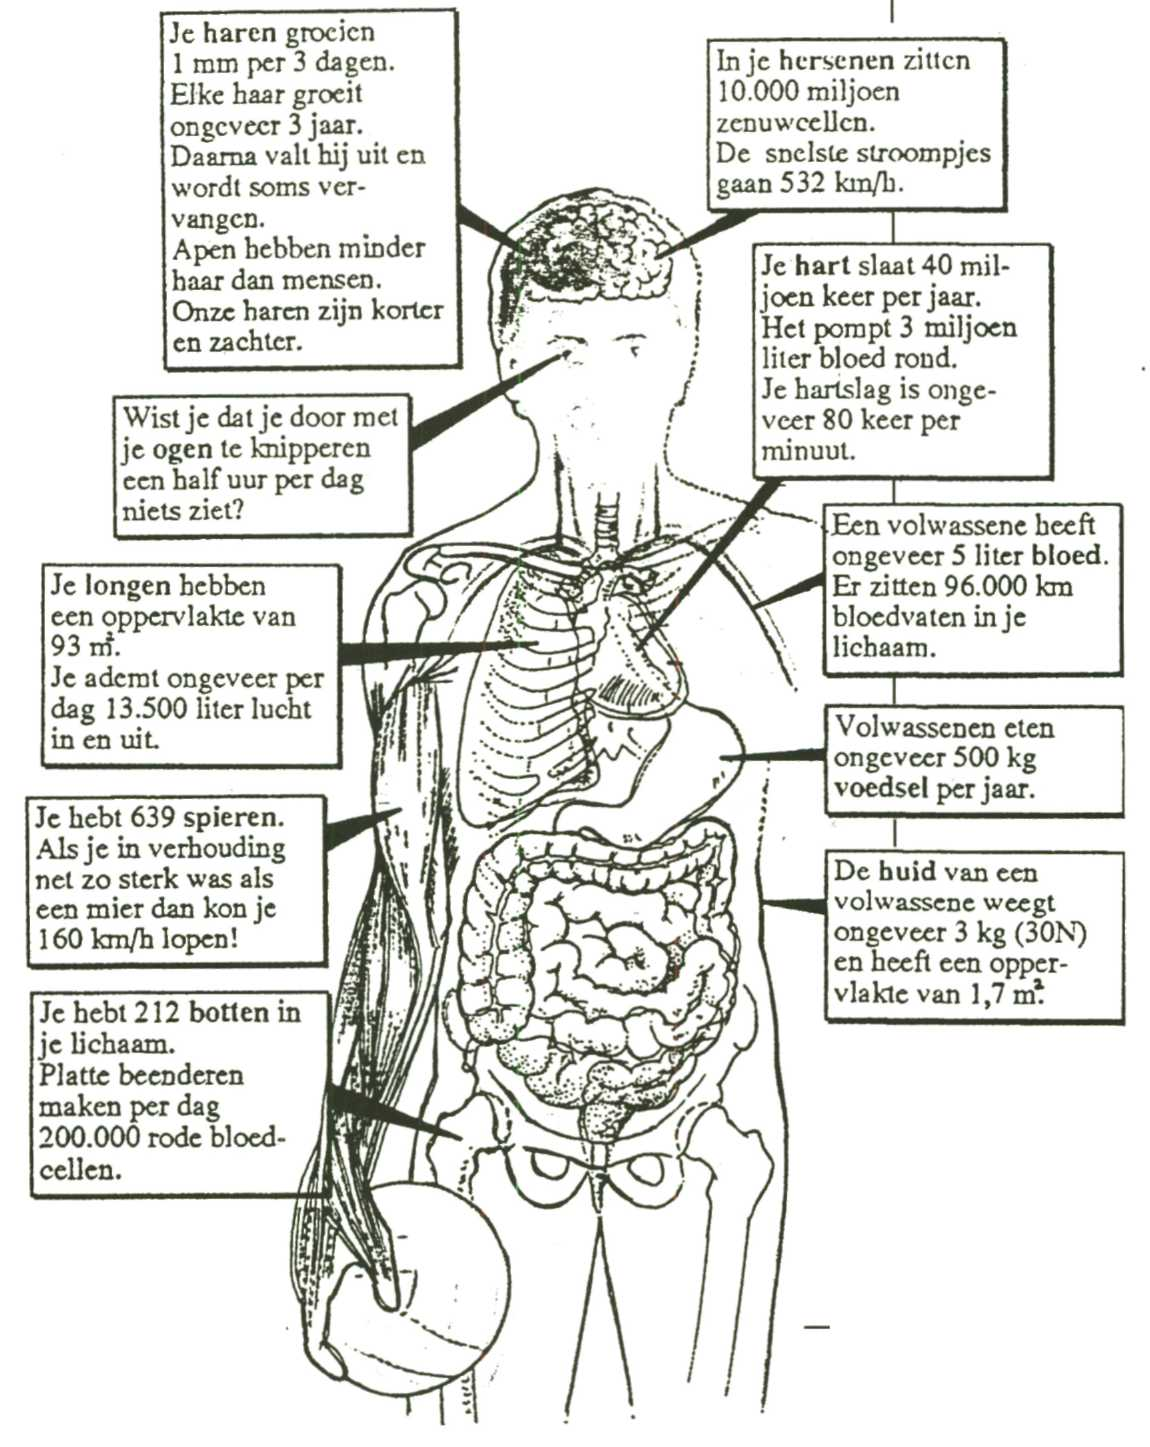 Je haren groeien
1 mm per 3 dagen.
Elke haar groeit
ongeveer 3 jaar.
Daarna valt hij uit en
wordt soms ver-
vangen.
Apen hebben minder
haar dan mensen.
Onze haren zijn korter
en zachter.
In je hersenen zitten
10.000 miljoen
zenuwcellen.
De snelste stroompjes
gaan 532 km/h.
Je hart slaat 40 mil-
joen keer per jaar.
Het pompt 3 miljoen
liter bloed rond.
Je hartslag is onge-
veer 80 keer per
minuut.
Wist je dat je door met
je ogen te knipperen
een half uur per dag
niets ziet?
Een volwassene heeft
ongeveer 5 liter bloed.
Er zitten 96.000 km
bloedvaten in je
lichaam.
Je longen hebben
een oppervlakte van
93 m².
Je ademt ongeveer per
dag 13.500 liter lucht
in en uit.
Volwassenen eten
ongeveer 500 kg
voedsel per jaar.
Je hebt 639 spieren.
Als je in verhouding
net zo sterk was als
een mier dan kon je
160 km/h lopen!
De huid van een
volwassene weegt
ongeveer 3 kg (30N)
en heeft een opper-
vlakte van 1,7 m².
Je hebt 212 botten in
je lichaam.
Platte beenderen
maken per dag
200.000 rode bloed-
cellen.